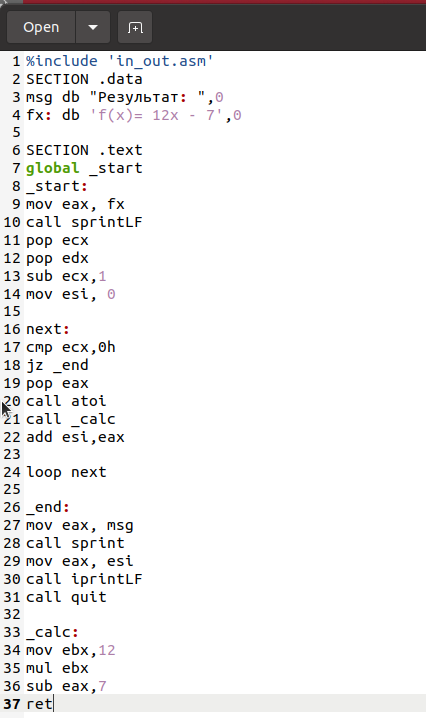 Open
1 %include 'in_out.asm'
2 SECTION .data
3 msg db "Результат: ",0
4 fx: db 'f(x)= 12x - 7',0
5
6 SECTION .text
7 global _start
8 _start:
9 mov eax, fx
10 call sprintLF
11 pop ecx
12 pop edx
13 sub ecx,1
14 mov esi, 0
15
16 next:
17 cmp ecx,0h
18 jz _end
19 pop eax
20 call atoi
21 call _calc
22 add esi,eax
23
24 loop next
25
26 _end:
27 mov eax, msg
28 call sprint
29 mov eax, esi
30 call iprintLF
31 call quit
32
33 _calc:
34 mov ebx,12
35 mul ebx
36 sub eax,7
37 ret